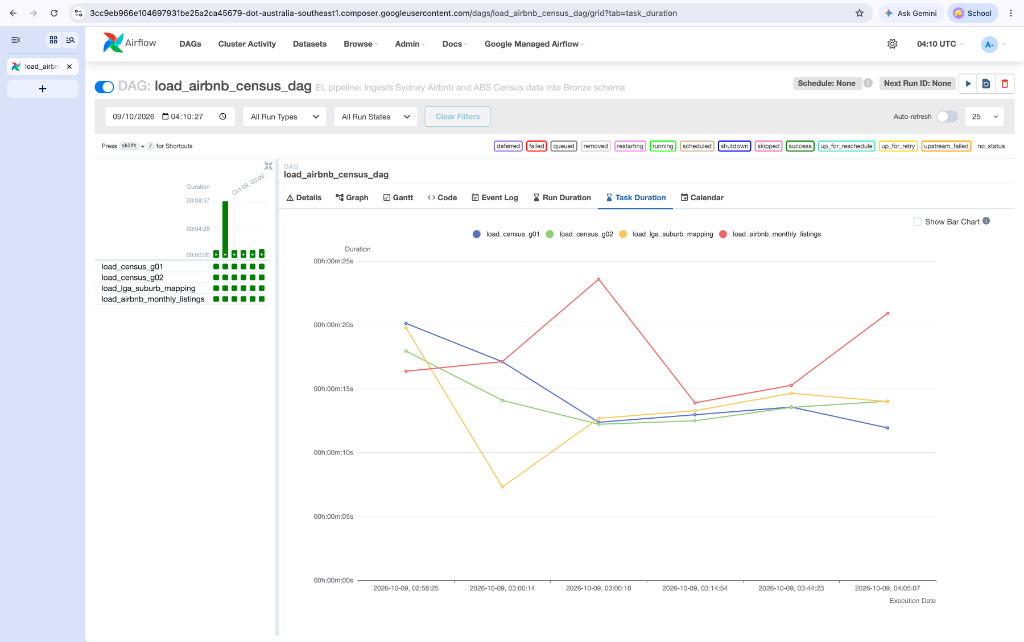 3cc9eb966e104697931be25a2ca45679-dot-australia-southeast1.composer.googleusercontent.com/dags/load_airbnb_census_dag/grid?tab=task_duration
Ask Gemini
School
load_airbn
Airflow
DAGs
Cluster Activity
Datasets
Browse
Admin
Docs
Google Managed Airflow
04:10 UTC
A-
DAG: load_airbnb_census_dag EL pipeline: Ingests Sydney Airbnb and ABS Census data into Bronze schema
Schedule: None
Next Run ID: None
09/10/2026 04:10:27
All Run Types
All Run States
Clear Filters
Auto-refresh
25
Press shift + / for Shortcuts
deferred failed queued removed restarting running scheduled shutdown skipped success up_for_reschedule up_for_retry upstream_failed no_status
Duration
Oct 09, 03:00
00:04:28
00:00:00
load_census_g01
load_census_g02
load_lga_suburb_mapping
load_airbnb_monthly_listings
DAG
load_airbnb_census_dag
Details
Graph
Gantt
<> Code
Event Log
Run Duration
Task Duration
Calendar
Show Bar Chart
load_census_g01 load_census_g02 load_lga_suburb_mapping load_airbnb_monthly_listings
Duration
00h:00m:25s
00h:00m:20s
00h:00m:15s
00h:00m:10s
00h:00m:05s
00h:00m:00s
2026-10-09, 02:58:25
2026-10-09, 03:00:14
2026-10-09, 03:00:18
2026-10-09, 03:14:54
2026-10-09, 03:44:23
2026-10-09, 04:05:07
Execution Date